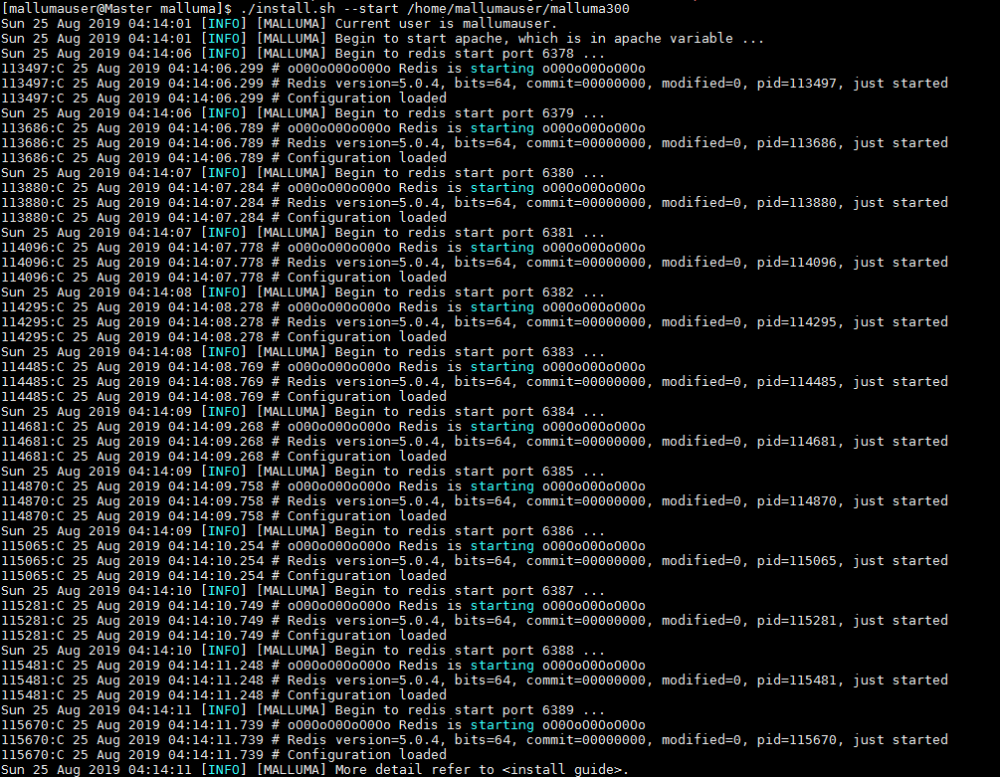 [mallumauser@Master malluma]$ ./install.sh --start /home/mallumauser/malluma300
Sun 25 Aug 2019 04:14:01 [INFO] [MALLUMA] Current user is mallumauser.
Sun 25 Aug 2019 04:14:01 [INFO] [MALLUMA] Begin to start apache, which is in apache variable ...
Sun 25 Aug 2019 04:14:06 [INFO] [MALLUMA] Begin to redis start port 6378 ...
113497:C 25 Aug 2019 04:14:06.299 # oO0OoO0OoO0Oo Redis is starting oO0OoO0OoO0Oo
113497:C 25 Aug 2019 04:14:06.299 # Redis version=5.0.4, bits=64, commit=00000000, modified=0, pid=113497, just started
113497:C 25 Aug 2019 04:14:06.299 # Configuration loaded
Sun 25 Aug 2019 04:14:06 [INFO] [MALLUMA] Begin to redis start port 6379 ...
113686:C 25 Aug 2019 04:14:06.789 # oO0OoO0OoO0Oo Redis is starting oO0OoO0OoO0Oo
113686:C 25 Aug 2019 04:14:06.789 # Redis version=5.0.4, bits=64, commit=00000000, modified=0, pid=113686, just started
113686:C 25 Aug 2019 04:14:06.789 # Configuration loaded
Sun 25 Aug 2019 04:14:07 [INFO] [MALLUMA] Begin to redis start port 6380 ...
113880:C 25 Aug 2019 04:14:07.284 # oO0OoO0OoO0Oo Redis is starting oO0OoO0OoO0Oo
113880:C 25 Aug 2019 04:14:07.284 # Redis version=5.0.4, bits=64, commit=00000000, modified=0, pid=113880, just started
113880:C 25 Aug 2019 04:14:07.284 # Configuration loaded
Sun 25 Aug 2019 04:14:07 [INFO] [MALLUMA] Begin to redis start port 6381 ...
114096:C 25 Aug 2019 04:14:07.778 # oO0OoO0OoO0Oo Redis is starting oO0OoO0OoO0Oo
114096:C 25 Aug 2019 04:14:07.778 # Redis version=5.0.4, bits=64, commit=00000000, modified=0, pid=114096, just started
114096:C 25 Aug 2019 04:14:07.778 # Configuration loaded
Sun 25 Aug 2019 04:14:08 [INFO] [MALLUMA] Begin to redis start port 6382 ...
114295:C 25 Aug 2019 04:14:08.278 # oO0OoO0OoO0Oo Redis is starting oO0OoO0OoO0Oo
114295:C 25 Aug 2019 04:14:08.278 # Redis version=5.0.4, bits=64, commit=00000000, modified=0, pid=114295, just started
114295:C 25 Aug 2019 04:14:08.278 # Configuration loaded
Sun 25 Aug 2019 04:14:08 [INFO] [MALLUMA] Begin to redis start port 6383 ...
114485:C 25 Aug 2019 04:14:08.769 # oO0OoO0OoO0Oo Redis is starting oO0OoO0OoO0Oo
114485:C 25 Aug 2019 04:14:08.769 # Redis version=5.0.4, bits=64, commit=00000000, modified=0, pid=114485, just started
114485:C 25 Aug 2019 04:14:08.769 # Configuration loaded
Sun 25 Aug 2019 04:14:09 [INFO] [MALLUMA] Begin to redis start port 6384 ...
114681:C 25 Aug 2019 04:14:09.268 # oO0OoO0OoO0Oo Redis is starting oO0OoO0OoO0Oo
114681:C 25 Aug 2019 04:14:09.268 # Redis version=5.0.4, bits=64, commit=00000000, modified=0, pid=114681, just started
114681:C 25 Aug 2019 04:14:09.268 # Configuration loaded
Sun 25 Aug 2019 04:14:09 [INFO] [MALLUMA] Begin to redis start port 6385 ...
114870:C 25 Aug 2019 04:14:09.758 # oO0OoO0OoO0Oo Redis is starting oO0OoO0OoO0Oo
114870:C 25 Aug 2019 04:14:09.758 # Redis version=5.0.4, bits=64, commit=00000000, modified=0, pid=114870, just started
114870:C 25 Aug 2019 04:14:09.758 # Configuration loaded
Sun 25 Aug 2019 04:14:09 [INFO] [MALLUMA] Begin to redis start port 6386 ...
115065:C 25 Aug 2019 04:14:10.254 # oO0OoO0OoO0Oo Redis is starting oO0OoO0OoO0Oo
115065:C 25 Aug 2019 04:14:10.254 # Redis version=5.0.4, bits=64, commit=00000000, modified=0, pid=115065, just started
115065:C 25 Aug 2019 04:14:10.254 # Configuration loaded
Sun 25 Aug 2019 04:14:10 [INFO] [MALLUMA] Begin to redis start port 6387 ...
115281:C 25 Aug 2019 04:14:10.749 # oO0OoO0OoO0Oo Redis is starting oO0OoO0OoO0Oo
115281:C 25 Aug 2019 04:14:10.749 # Redis version=5.0.4, bits=64, commit=00000000, modified=0, pid=115281, just started
115281:C 25 Aug 2019 04:14:10.749 # Configuration loaded
Sun 25 Aug 2019 04:14:10 [INFO] [MALLUMA] Begin to redis start port 6388 ...
115481:C 25 Aug 2019 04:14:11.248 # oO0OoO0OoO0Oo Redis is starting oO0OoO0OoO0Oo
115481:C 25 Aug 2019 04:14:11.248 # Redis version=5.0.4, bits=64, commit=00000000, modified=0, pid=115481, just started
115481:C 25 Aug 2019 04:14:11.248 # Configuration loaded
Sun 25 Aug 2019 04:14:11 [INFO] [MALLUMA] Begin to redis start port 6389 ...
115670:C 25 Aug 2019 04:14:11.739 # oO0OoO0OoO0Oo Redis is starting oO0OoO0OoO0Oo
115670:C 25 Aug 2019 04:14:11.739 # Redis version=5.0.4, bits=64, commit=00000000, modified=0, pid=115670, just started
115670:C 25 Aug 2019 04:14:11.739 # Configuration loaded
Sun 25 Aug 2019 04:14:11 [INFO] [MALLUMA] More detail refer to <install guide>.